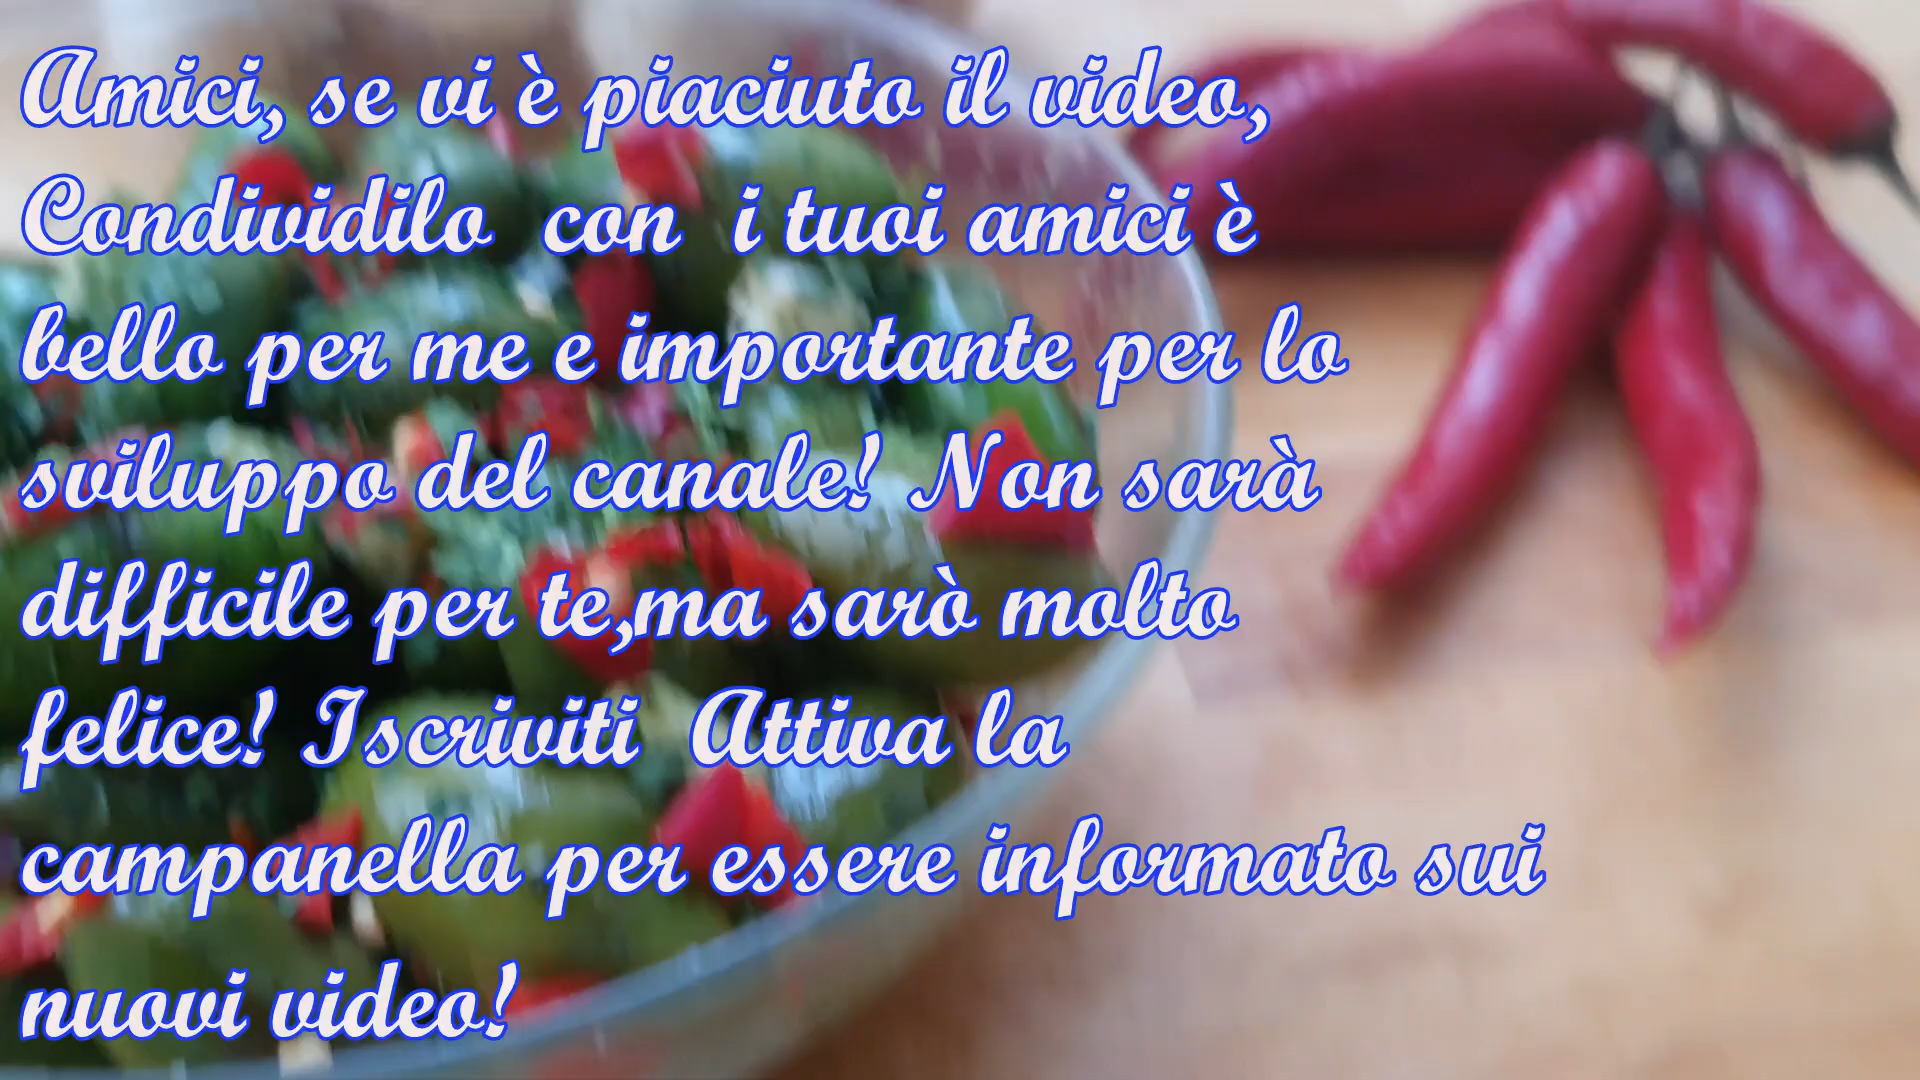 Amici, se vi è piaciuto il video,
Condividilo con i tuoi amici è
bello per me e importante per lo
sviluppo del canale! Non sarà
difficile per te,ma sarò molto
felice! Iscriviti Attiva la
campanella per essere informato sui
nuovi video!